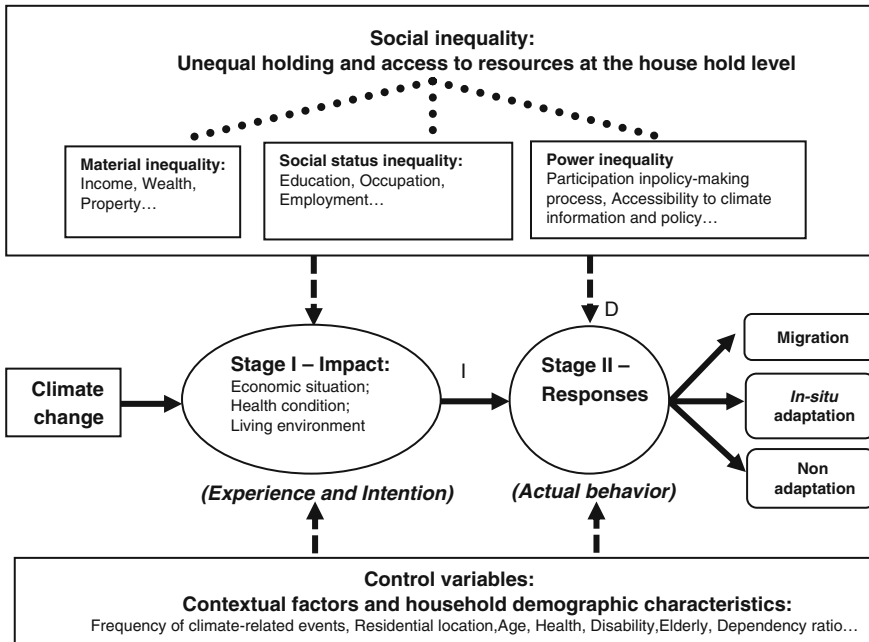 Social inequality:
Unequal holding and access to resources at the house hold level
Material inequality:
Income, Wealth,
Property…
Social status inequality:
Education, Occupation,
Employment…
Power inequality
Participation inpolicy-making
process, Accessibility to climate
information and policy…
D
Climate
change
Stage I – Impact:
Economic situation;
Health condition;
Living environment
I
Stage II –
Responses
Migration
In-situ
adaptation
Non
adaptation
(Experience and Intention)
(Actual behavior)
Control variables:
Contextual factors and household demographic characteristics:
Frequency of climate-related events, Residential location,Age, Health, Disability,Elderly, Dependency ratio…